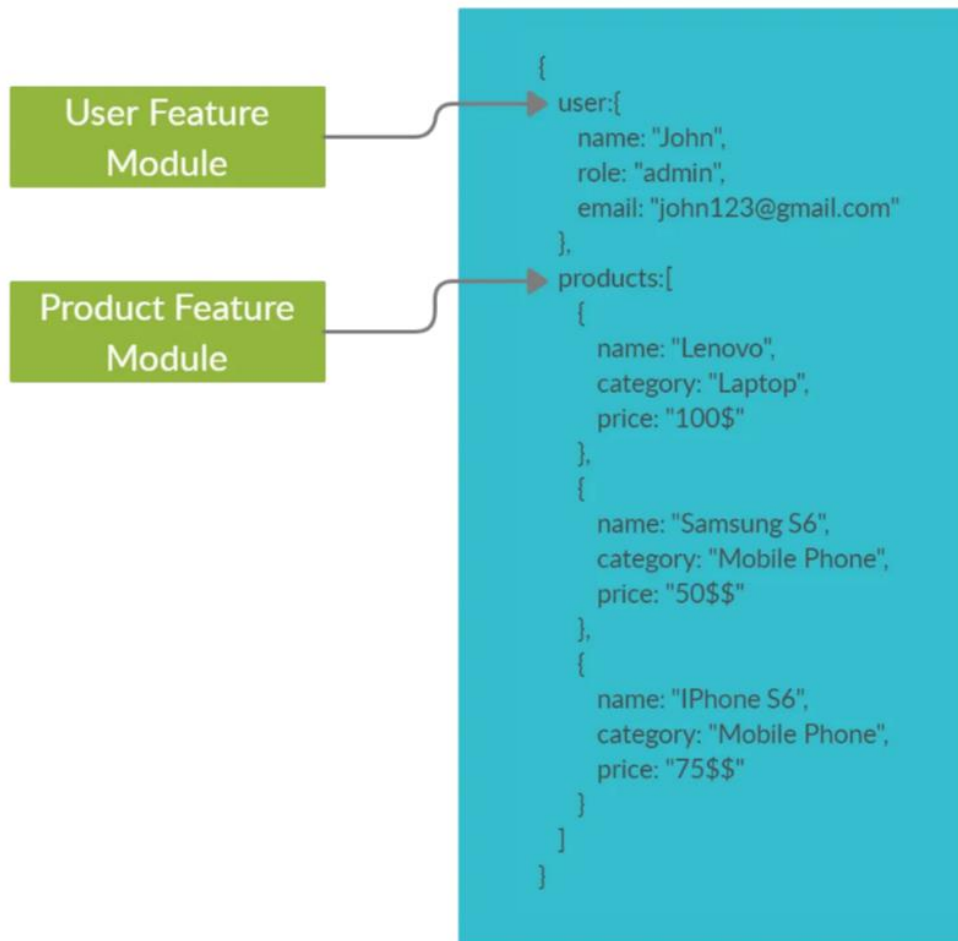 User Feature
Module
Product Feature
Module
{
user:{
name: "John",
role: "admin",
email: "john123@gmail.com"
},
products:[
{
name: "Lenovo",
category: "Laptop",
price: "100$"
},
{
name: "Samsung S6",
category: "Mobile Phone",
price: "50$$"
},
{
name: "IPhone S6",
category: "Mobile Phone",
price: "75$$"
}
]
}